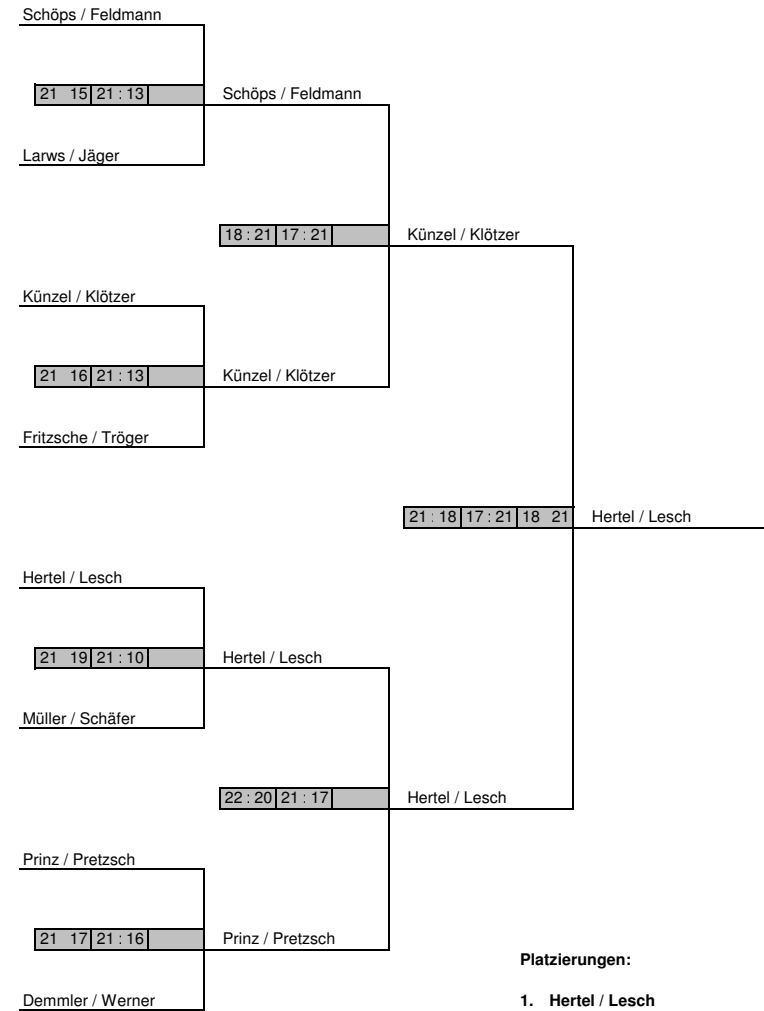 Schöps / Feldmann
21 15 21 : 13 Schöps / Feldmann
Larws / Jäger
18 : 21 17 : 21 Künzel / Klötzer
Künzel / Klötzer
21 16 21 : 13 Künzel / Klötzer
Fritzsche / Tröger
21 : 18 17 : 21 18 21 Hertel / Lesch
Hertel / Lesch
21 19 21 : 10 Hertel / Lesch
Müller / Schäfer
22 : 20 21 : 17 Hertel / Lesch
Prinz / Pretzsch
21 17 21 : 16 Prinz / Pretzsch
Platzierungen:
Demmler / Werner
1. Hertel / Lesch